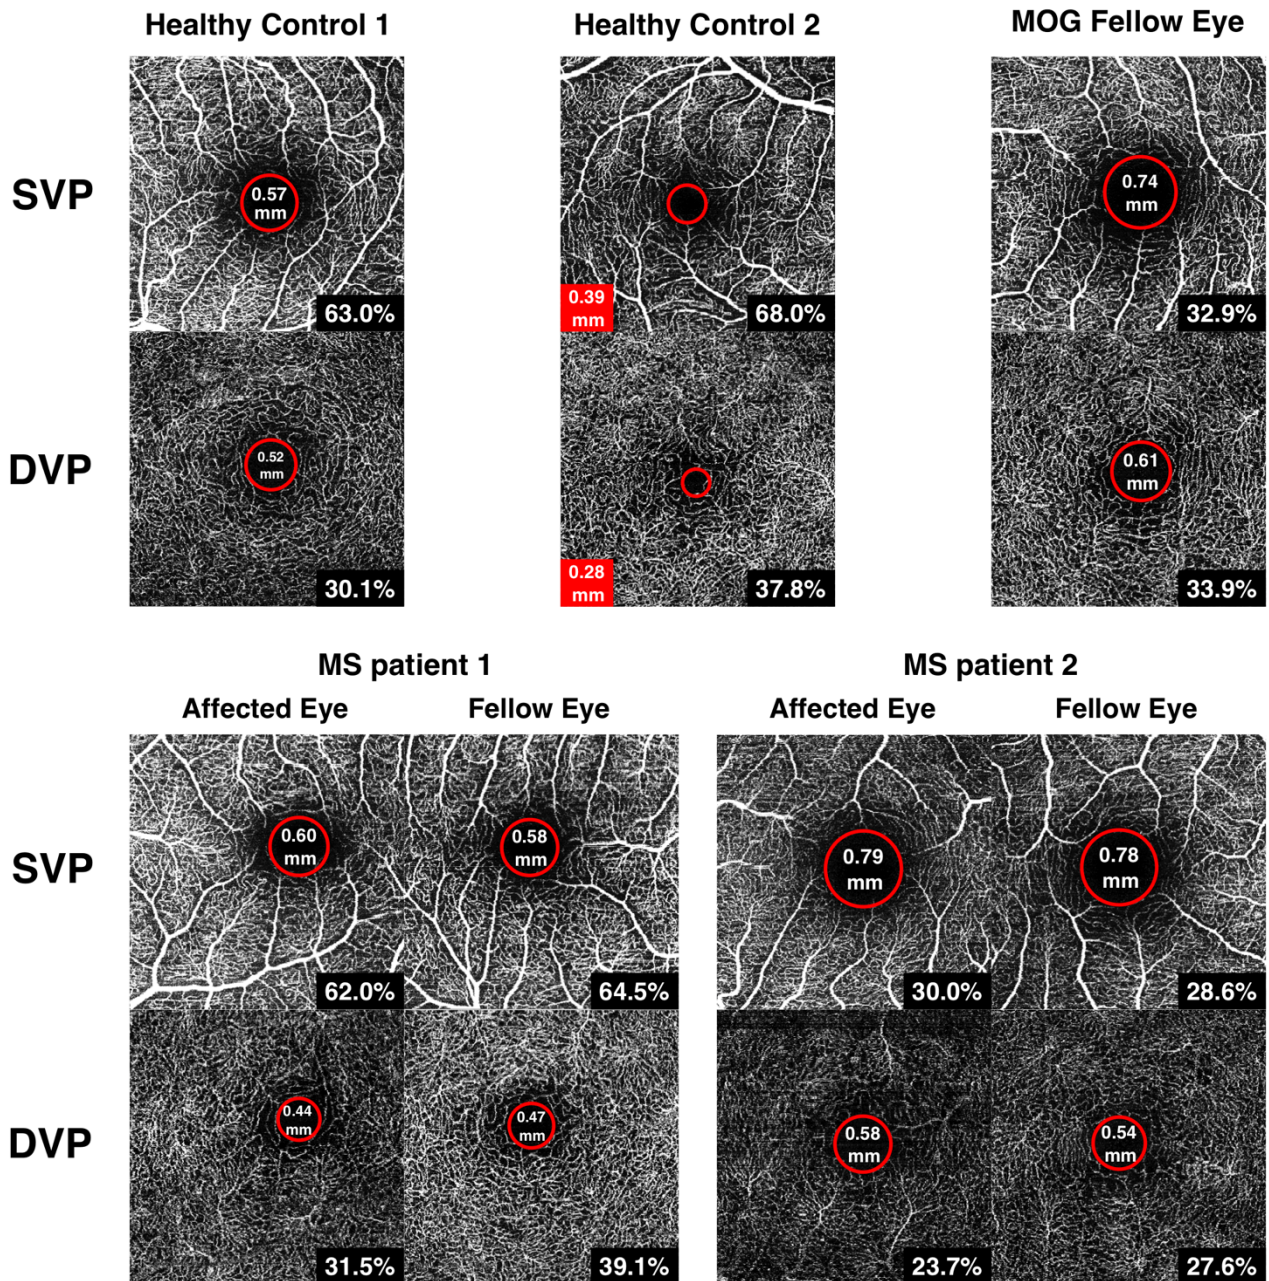 Healthy Control 1
Healthy Control 2
MOG Fellow Eye
SVP
0.57
mm
63.0%
0.39
mm
68.0%
0.74
mm
32.9%
DVP
0.52
mm
30.1%
0.28
mm
37.8%
0.61
mm
33.9%
MS patient 1
MS patient 2
Affected Eye
Fellow Eye
Affected Eye
Fellow Eye
SVP
0.60
mm
62.0%
0.58
mm
64.5%
0.79
mm
30.0%
0.78
mm
28.6%
DVP
0.44
mm
31.5%
0.47
mm
39.1%
0.58
mm
23.7%
0.54
mm
27.6%